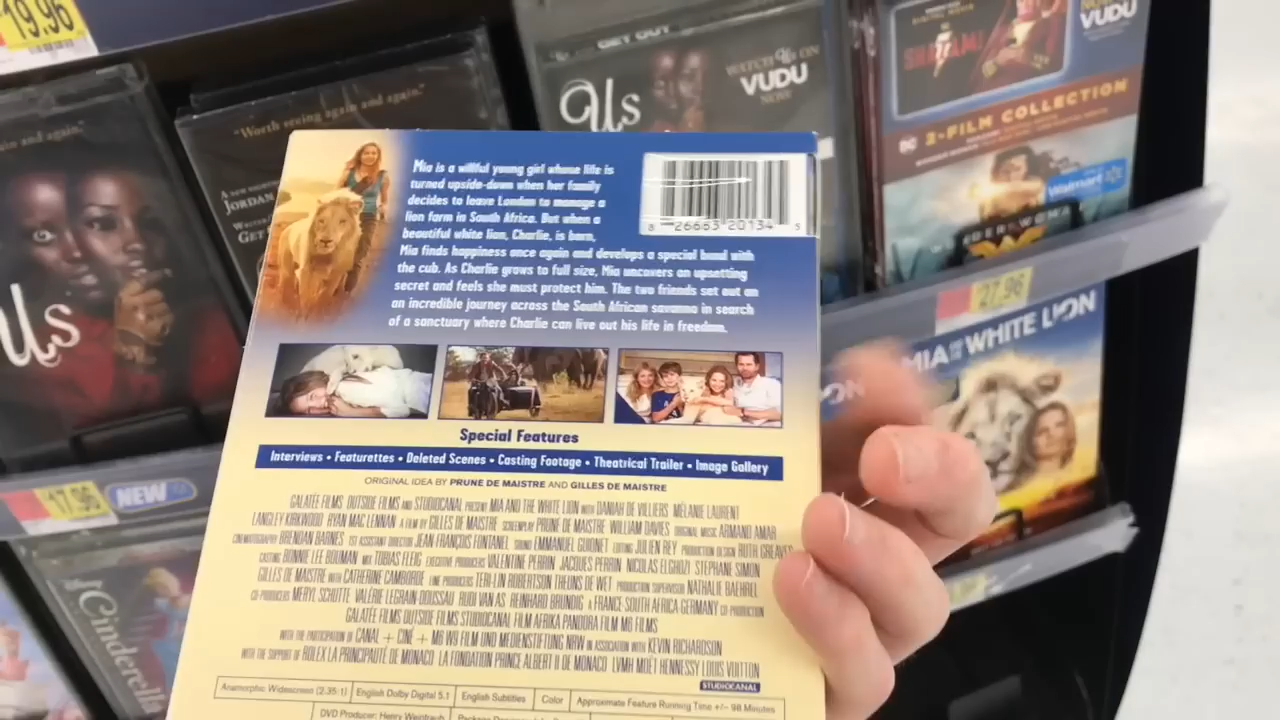 19.96
GET OUT
WATCH Us ON
VUDU
NOW
Us
"Worth seeing again and again."
and again."
JORDAN
GET
Us
VUDU
SHAZAM!
DC 2-FILM COLLECTION
Walmart
27.96
MIA AND THE WHITE LION
17.96
NEW
Cinderella
Mia is a willful young girl whose life is
turned upside-down when her family
decides to leave London to manage a
lion farm in South Africa. But when a
beautiful white lion, Charlie, is born,
Mia finds happiness once again and develops a special bond with
the cub. As Charlie grows to full size, Mia uncovers an upsetting
secret and feels she must protect him. The two friends set out on
an incredible journey across the South African savanna in search
of a sanctuary where Charlie can live out his life in freedom.
8 26663 20134 5
Special Features
Interviews • Featurettes • Deleted Scenes • Casting Footage • Theatrical Trailer • Image Gallery
ORIGINAL IDEA BY PRUNE DE MAISTRE AND GILLES DE MAISTRE
GALATÉE FILMS OUTSIDE FILMS AND STUDIOCANAL PRESENT MIA AND THE WHITE LION WITH DANIAH DE VILLIERS MÉLANIE LAURENT
LANGLEY KIRKWOOD RYAN MAC LENNAN A FILM BY GILLES DE MAISTRE SCREENPLAY PRUNE DE MAISTRE WILLIAM DAVIES ORIGINAL MUSIC ARMAND AMAR
CINEMATOGRAPHY BRENDAN BARNES 1ST ASSISTANT DIRECTOR JEAN FRANÇOIS FONTANEL SOUND EMMANUEL GUIONET EDITING JULIEN REY PRODUCTION DESIGN RUTH GREAVES
CASTING BONNIE LEE BOUMAN MIX TOBIAS FLEIG EXECUTIVE PRODUCERS VALENTINE PERRIN JACQUES PERRIN NICOLAS ELGHOZI STEPHANE SIMON
GILLES DE MAISTRE WITH CATHERINE CAMBORDE LINE PRODUCERS TERI-LIN ROBERTSON THEUNS DE WET PRODUCTION SUPERVISOR NATHALIE BAEHREL
CO-PRODUCERS MERYL SCHUTTE VALÉRIE LEGRAIN DOUSSAU RUDI VAN AS REINHARD BRUNDIG A FRANCE SOUTH AFRICA GERMANY CO-PRODUCTION
GALATÉE FILMS OUTSIDE FILMS STUDIOCANAL FILM AFRIKA PANDORA FILM M6 FILMS
WITH THE PARTICIPATION OF CANAL + CINÉ + M6 W9 FILM UND MEDIENSTIFTUNG NRW IN ASSOCIATION WITH KEVIN RICHARDSON
WITH THE SUPPORT OF ROLEX LA PRINCIPAUTÉ DE MONACO LA FONDATION PRINCE ALBERT II DE MONACO LVMH MOËT HENNESSY LOUIS VUITTON
STUDIOCANAL
Anamorphic Widescreen (2.35:1) English Dolby Digital 5.1 English Subtitles Color Approximate Feature Running Time +/- 98 Minutes
DVD Producer: Henry Weintraub